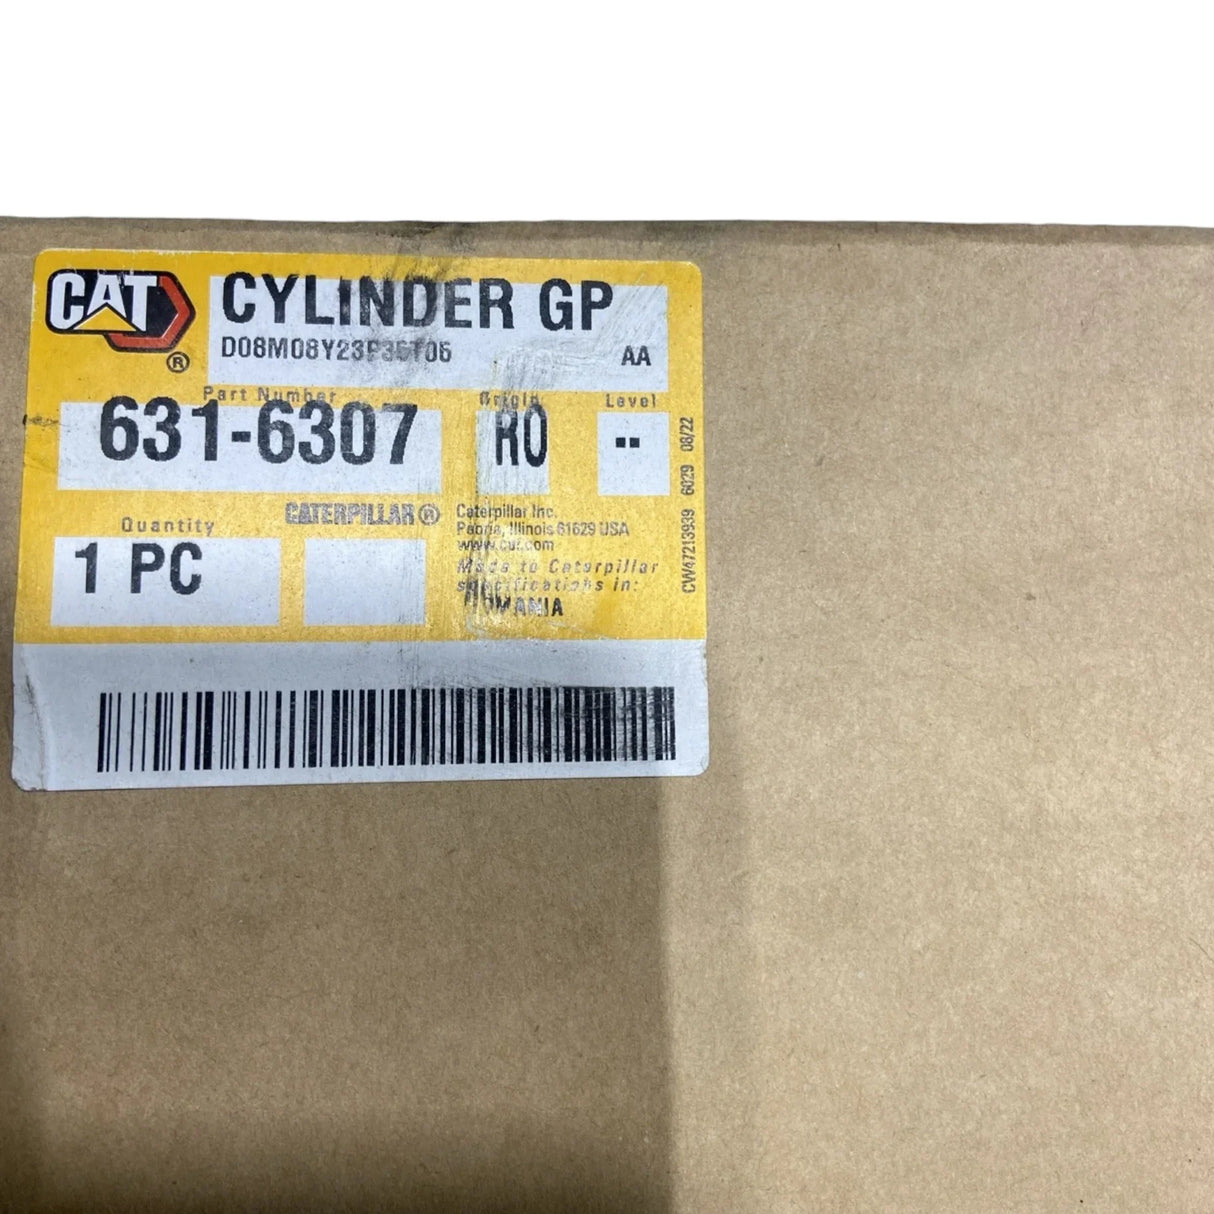 CAT ®
CYLINDER GP
D08M08Y23F35T05 AA
Part Number Origin Level
631-6307 RO --
Quantity
1 PC
CATERPILLAR ®
Caterpillar Inc.
Peoria, Illinois 61629 USA
www.cat.com
Made to Caterpillar
specifications in:
ROMANIA
CW47213939 6029 08/22